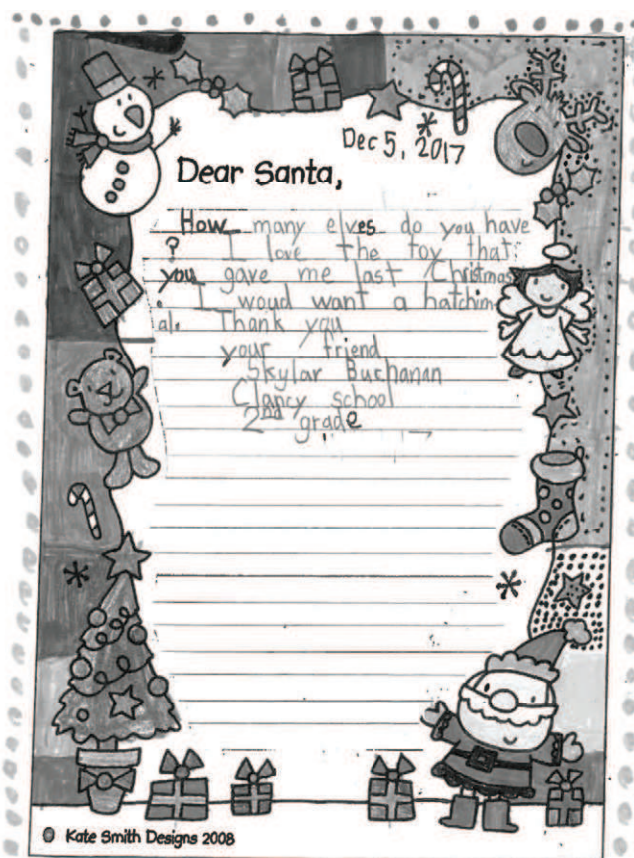 Dec 5, 2017
Dear Santa,
How many elves do you have
? I love the toy that
you gave me last Christmas
. I woud want a hatchim
al. Thank you
your friend
Skylar Buchanan
Clancy school
2nd grade
© Kate Smith Designs 2008